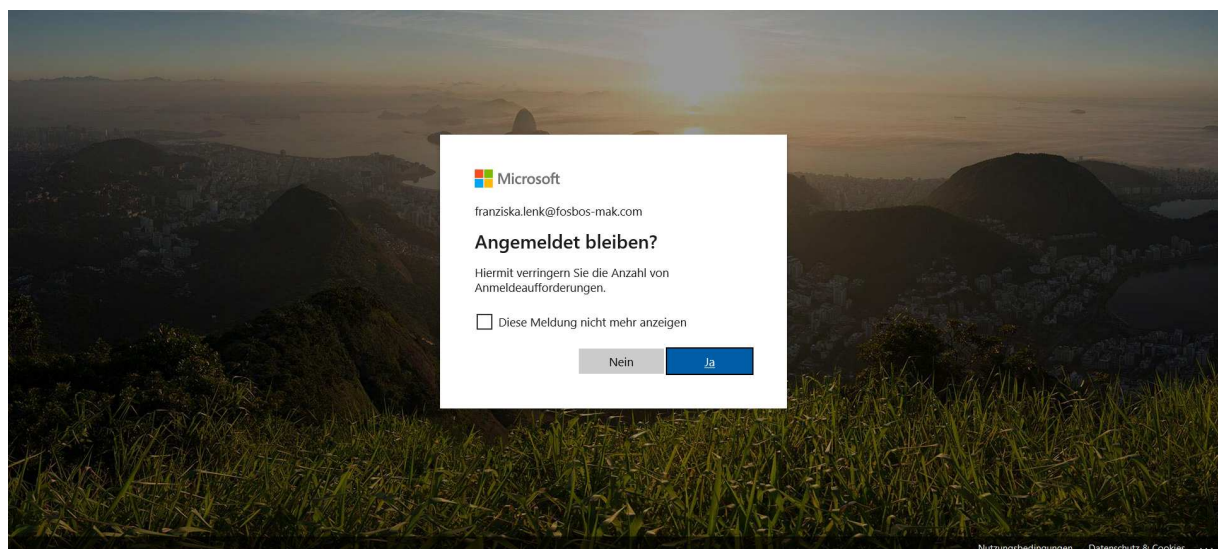 Microsoft
franziska.lenk@fosbos-mak.com
Angemeldet bleiben?
Hiermit verringern Sie die Anzahl von
Anmeldeaufforderungen.
Diese Meldung nicht mehr anzeigen
Nein Ja
Nutzungsbedingungen Datenschutz & Cookies ...